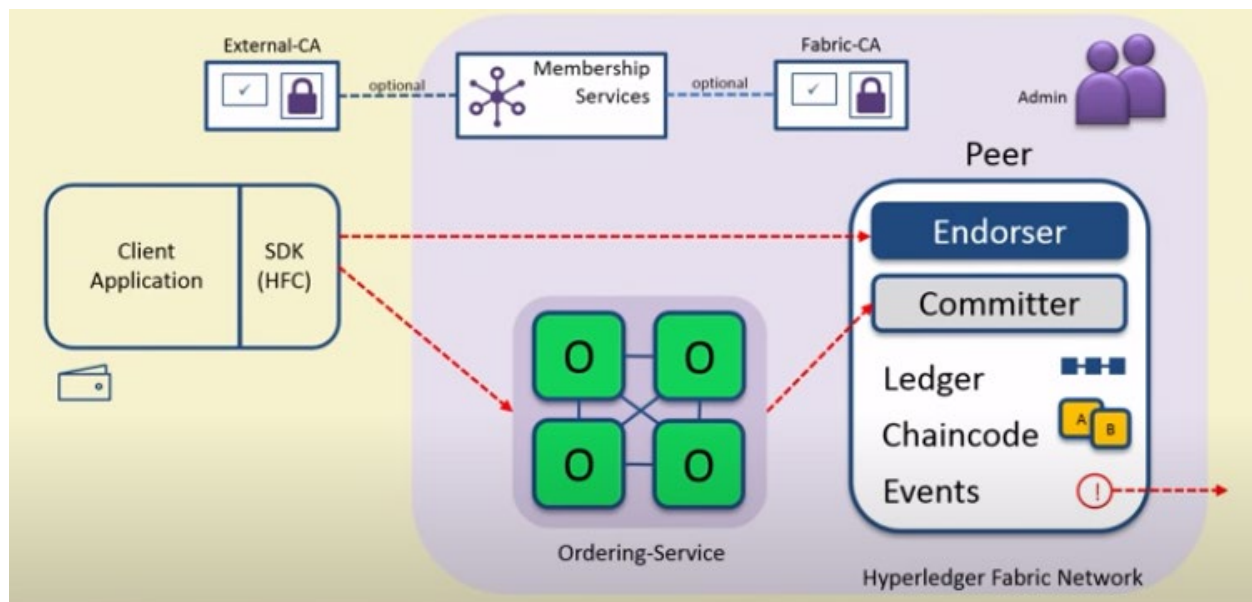 External-CA
optional
Membership
Services
optional
Fabric-CA
Admin
Peer
Client
Application
SDK
(HFC)
Endorser
Committer
O
O
O
O
Ledger
Chaincode
A
B
Events
!
Ordering-Service
Hyperledger Fabric Network